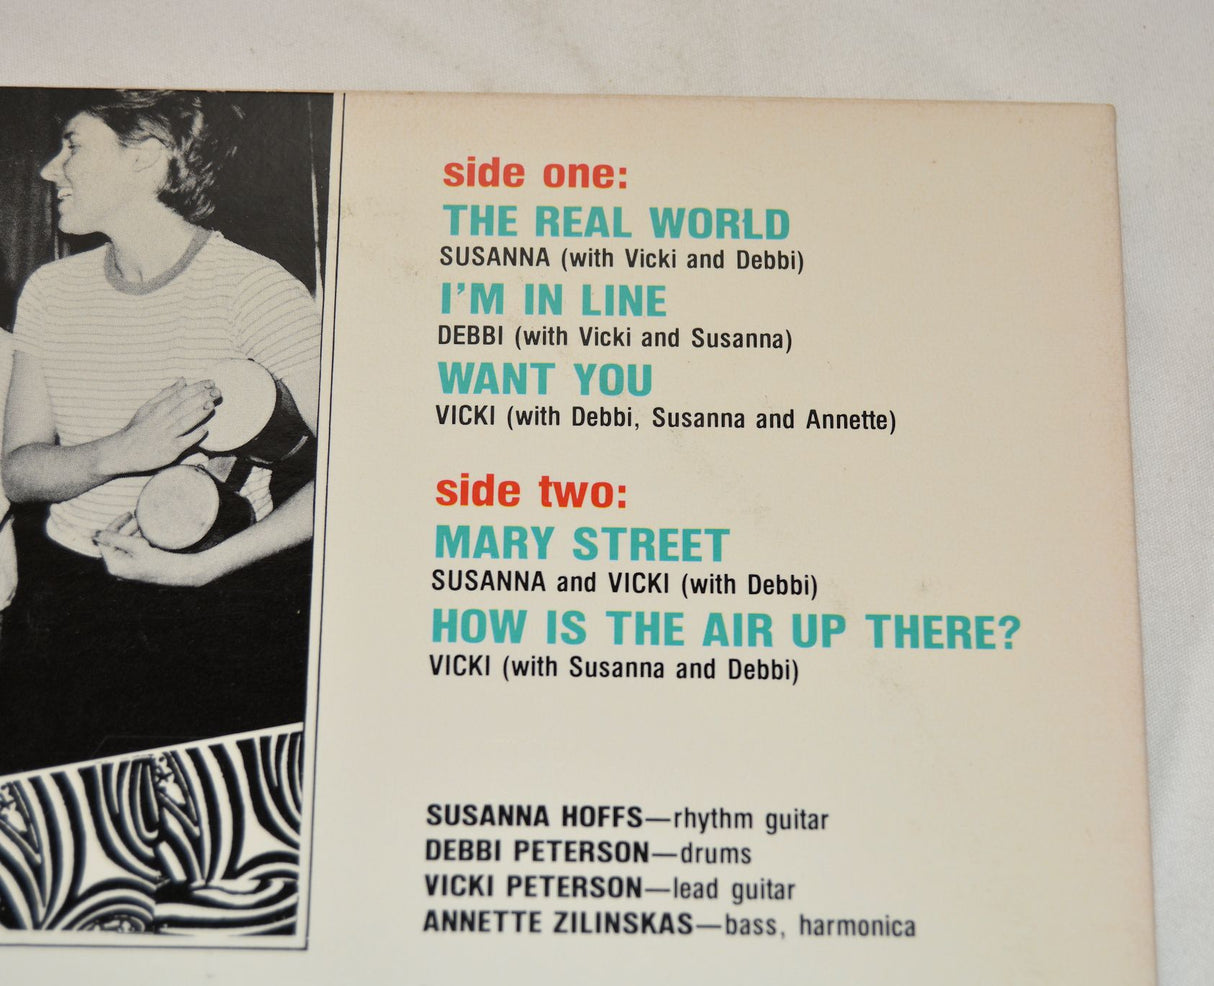 side one:
THE REAL WORLD
SUSANNA (with Vicki and Debbi)
I'M IN LINE
DEBBI (with Vicki and Susanna)
WANT YOU
VICKI (with Debbi, Susanna and Annette)
side two:
MARY STREET
SUSANNA and VICKI (with Debbi)
HOW IS THE AIR UP THERE?
VICKI (with Susanna and Debbi)
SUSANNA HOFFS—rhythm guitar
DEBBI PETERSON—drums
VICKI PETERSON—lead guitar
ANNETTE ZILINSKAS—bass, harmonica